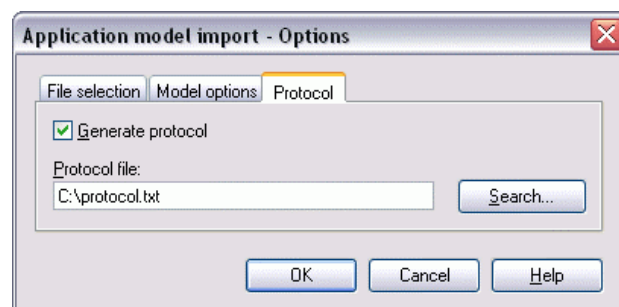 Application model import - Options
File selection Model options Protocol
Generate protocol
Protocol file:
C:\protocol.txt Search...
OK Cancel Help